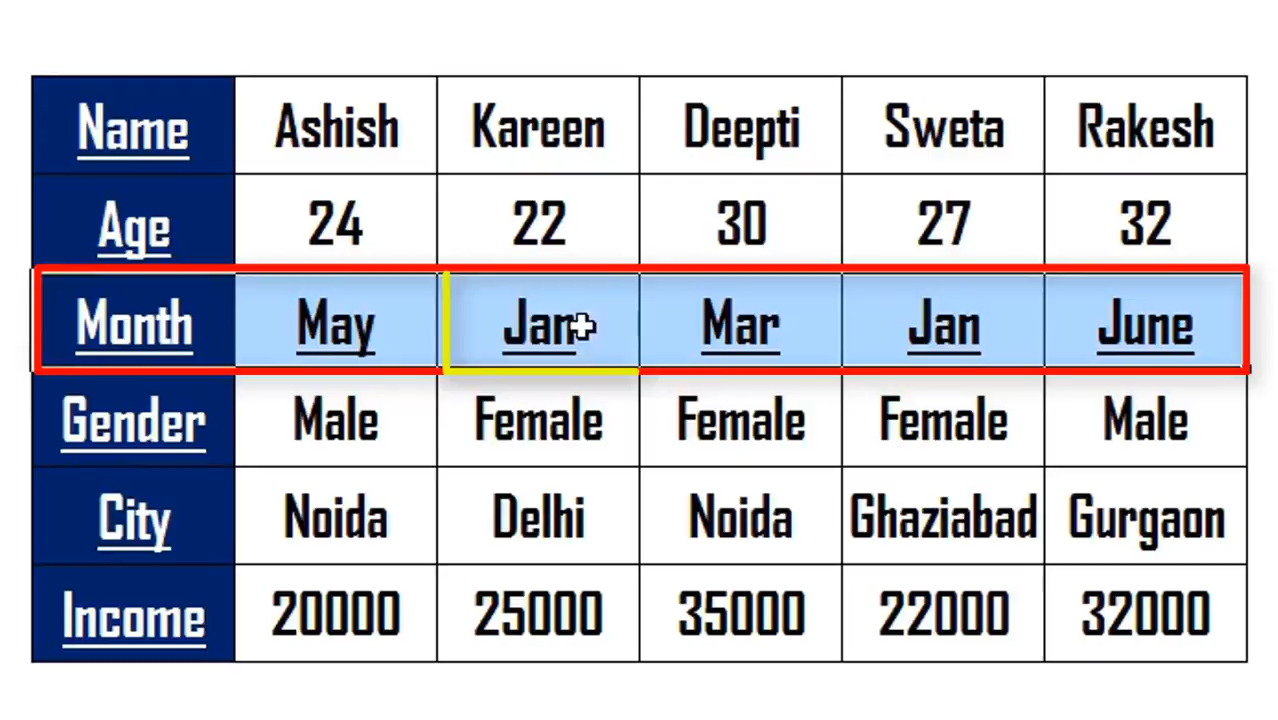 Name Ashish Kareen Deepti Sweta Rakesh
Age 24 22 30 27 32
Month May Jan Mar Jan June
Gender Male Female Female Female Male
City Noida Delhi Noida Ghaziabad Gurgaon
Income 20000 25000 35000 22000 32000